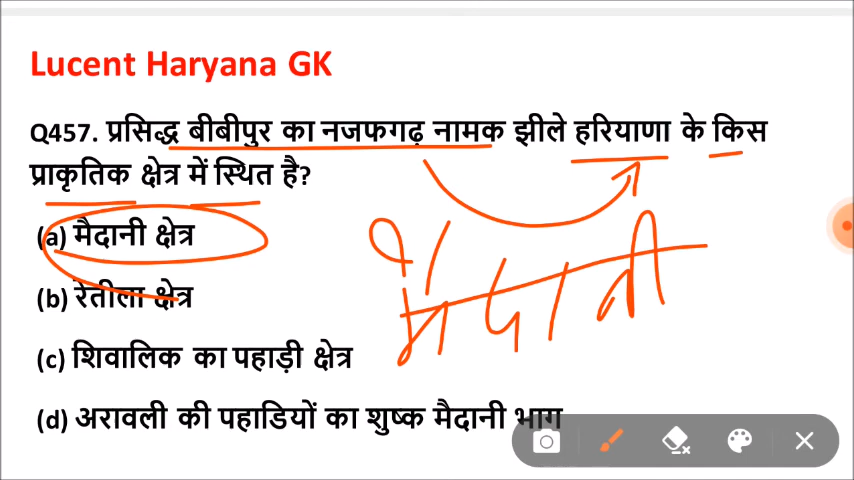 Lucent Haryana GK
Q457. प्रसिद्ध बीबीपुर का नजफगढ़ नामक झीले हरियाणा के किस
प्राकृतिक क्षेत्र में स्थित है?
(a) मैदानी क्षेत्र
मैदानी
(b) रेतीला क्षेत्र
(c) शिवालिक का पहाड़ी क्षेत्र
(d) अरावली की पहाडियों का शुष्क मैदानी भाग